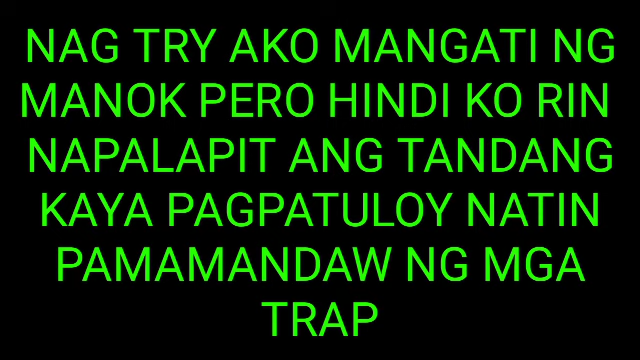 NAG TRY AKO MANGATI NG
MANOK PERO HINDI KO RIN
NAPALAPIT ANG TANDANG
KAYA PAGPATULOY NATIN
PAMAMANDAW NG MGA
TRAP